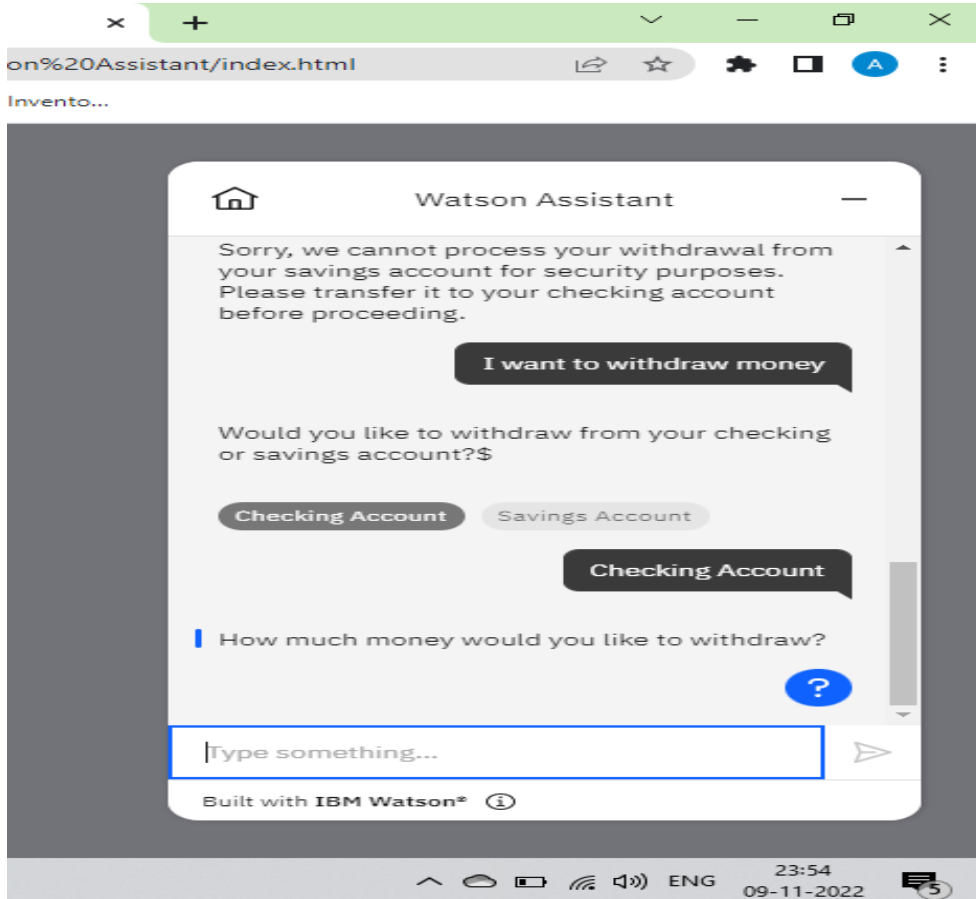 on%20Assistant/index.html
A
Invento...
Watson Assistant
Sorry, we cannot process your withdrawal from
your savings account for security purposes.
Please transfer it to your checking account
before proceeding.
I want to withdraw money
Would you like to withdraw from your checking
or savings account?$
Checking Account Savings Account
Checking Account
How much money would you like to withdraw?
?
Type something...
Built with IBM Watson®
ENG
23:54
09-11-2022
5